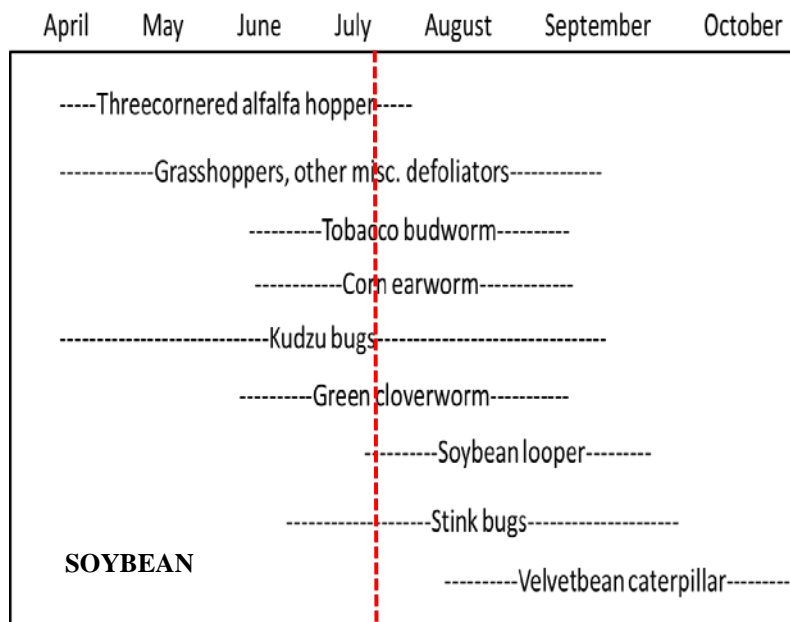 April May June July August September October
-----Threecornered alfalfa hopper-----
-------------Grasshoppers, other misc. defoliators-------------
----------Tobacco budworm----------
------------Corn earworm-------------
-----------------------------Kudzu bugs--------------------------------
----------Green cloverworm-----------
----------Soybean looper---------
--------------------Stink bugs---------------------
SOYBEAN
----------Velvetbean caterpillar---------